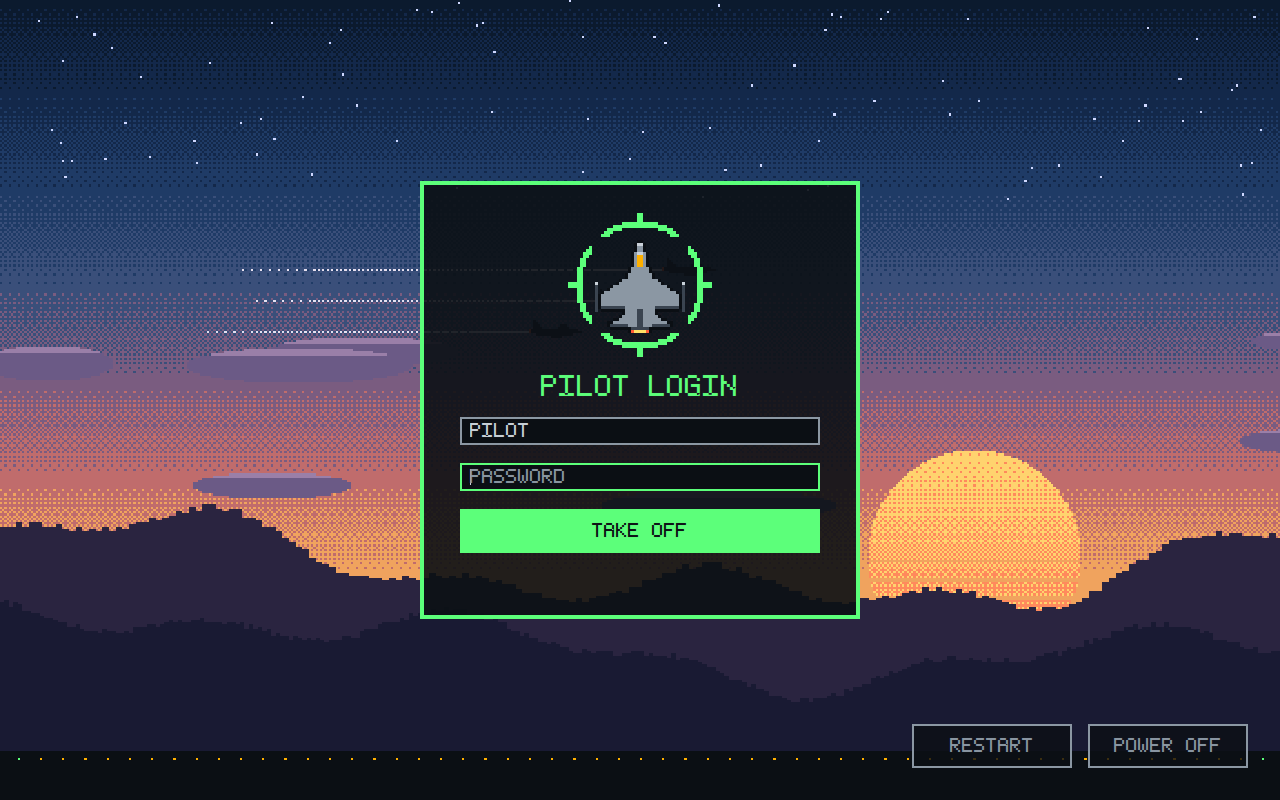 PILOT LOGIN
PILOT
PASSWORD
TAKE OFF
RESTART
POWER OFF